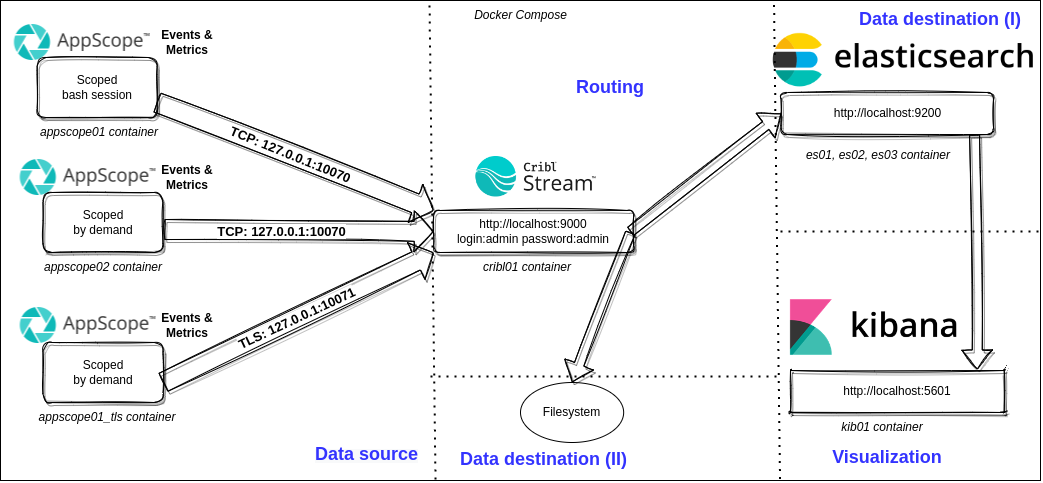 Docker Compose
Data destination (I)
AppScope™
Events &
Metrics
Scoped
bash session
appscope01 container
TCP: 127.0.0.1:10070
AppScope™
Events &
Metrics
Scoped
by demand
appscope02 container
TCP: 127.0.0.1:10070
AppScope™
Events &
Metrics
Scoped
by demand
appscope01_tls container
TLS: 127.0.0.1:10071
Data source
Routing
Cribl
Stream™
http://localhost:9000
login:admin password:admin
cribl01 container
Filesystem
Data destination (II)
elasticsearch
http://localhost:9200
es01, es02, es03 container
kibana
http://localhost:5601
kib01 container
Visualization